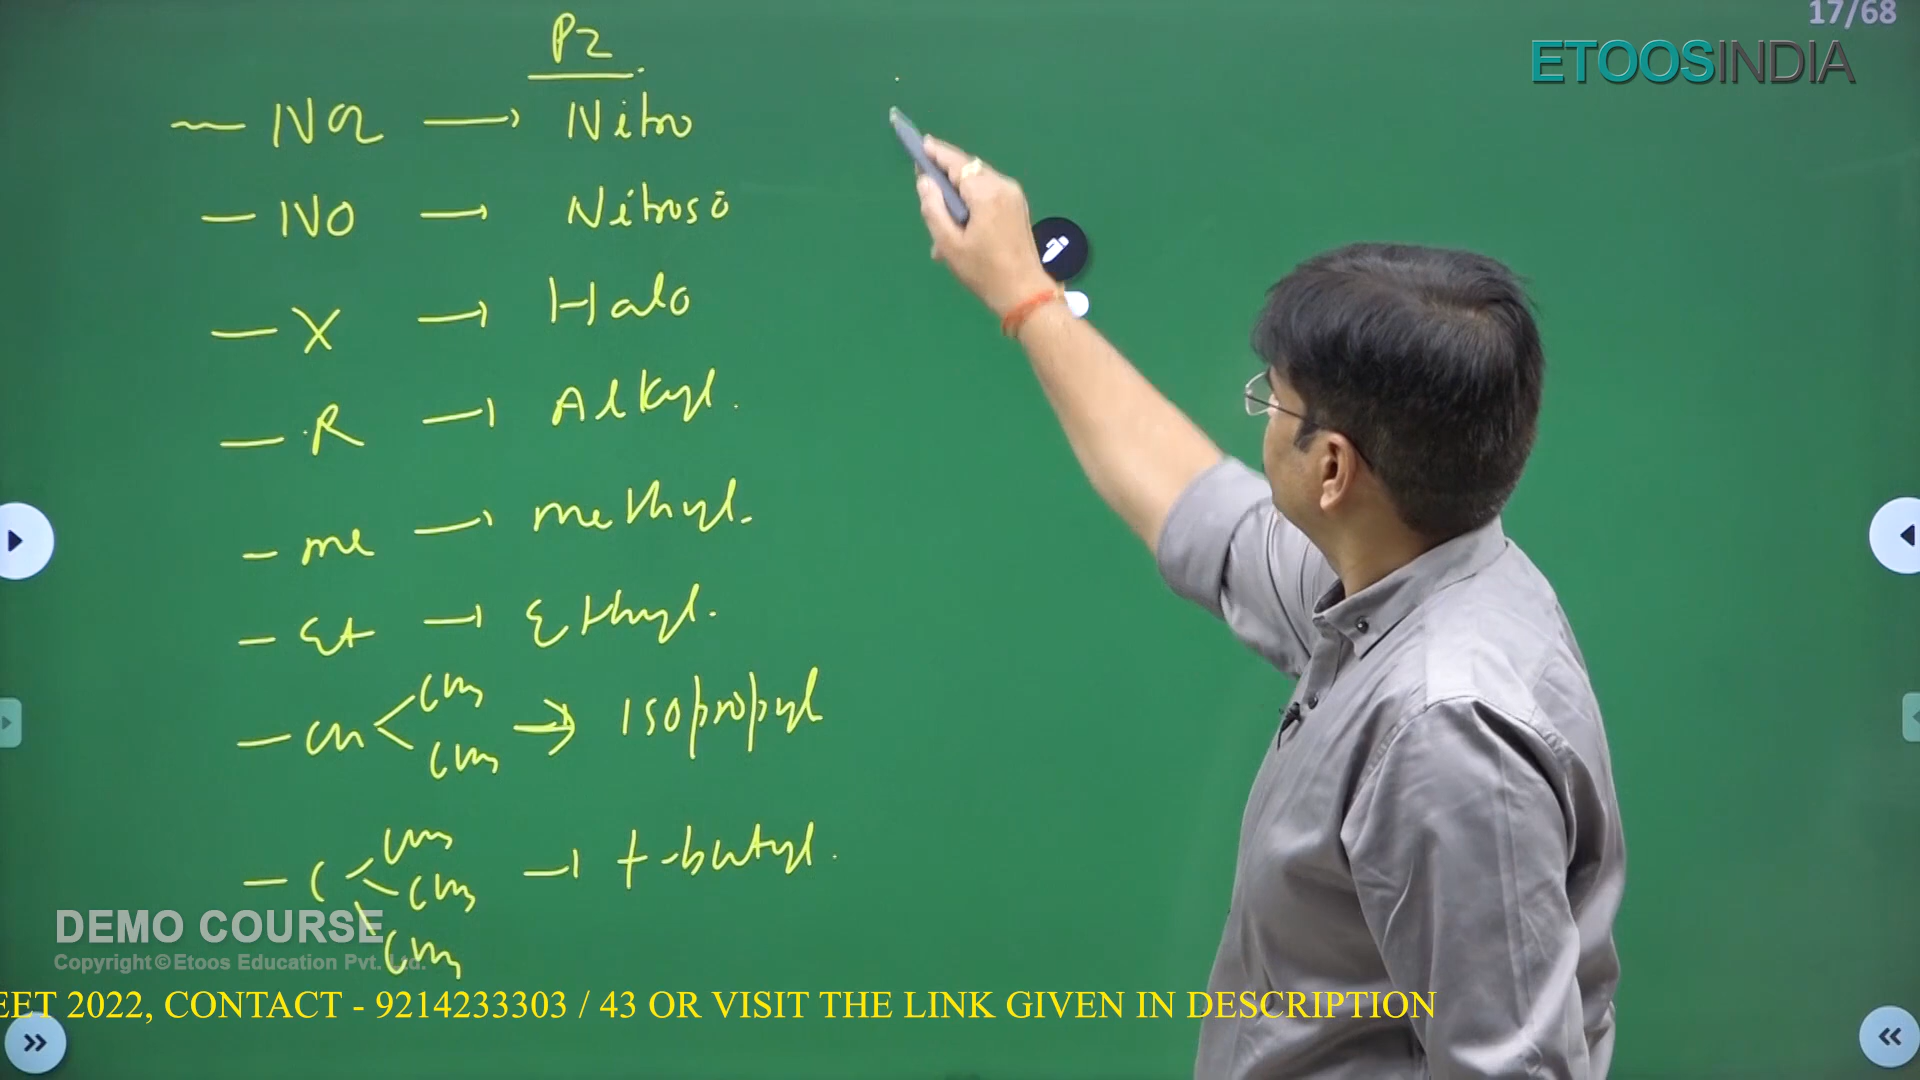 17/68
ETOOSINDIA
P2
— NO2 → Nitro
— NO → Nitroso
— X → Halo
— R → Alkyl.
— me → methyl.
— Et → Ethyl.
— CH < CH3 CH3 → Isopropyl
— C CH3 CH3 CH3 → t-butyl.
DEMO COURSE
Copyright © Etoos Education Pvt. Ltd.
EET 2022, CONTACT - 9214233303 / 43 OR VISIT THE LINK GIVEN IN DESCRIPTION